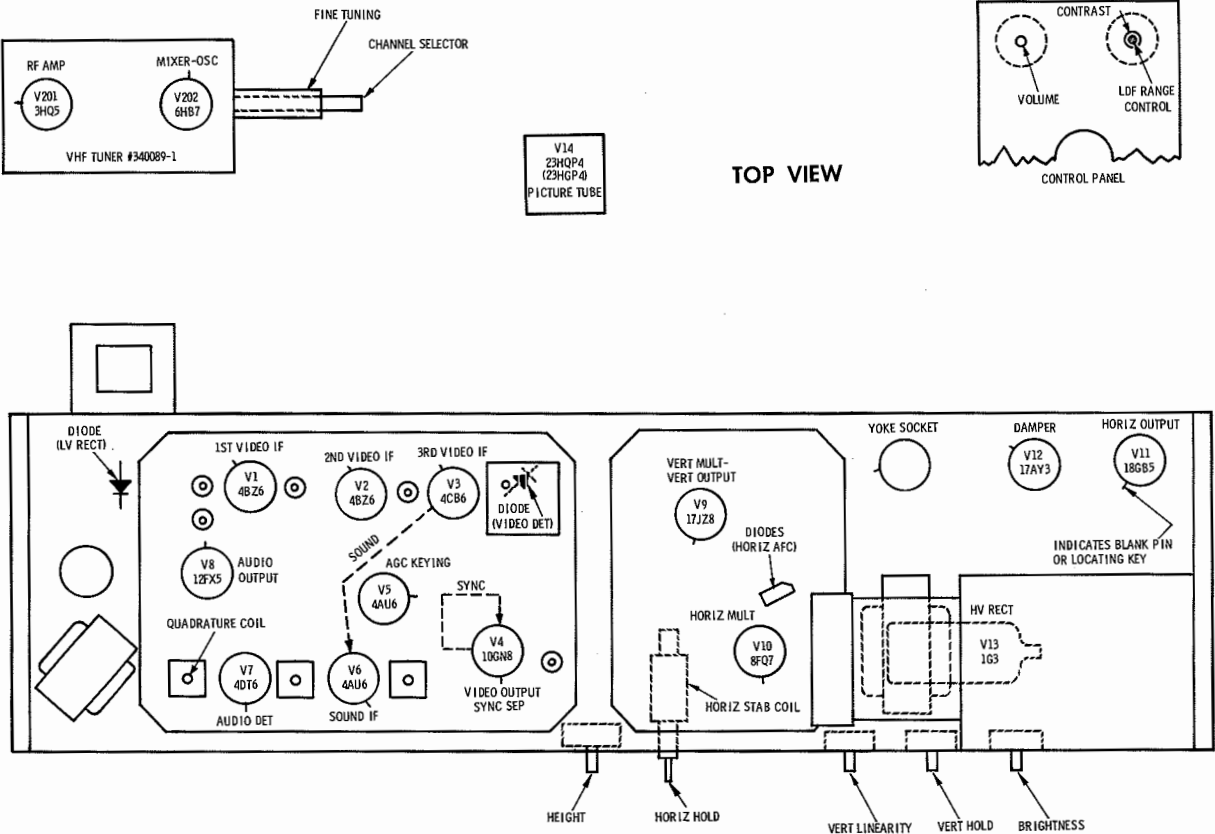 FINE TUNING
CHANNEL SELECTOR
RF AMP
MIXER-OSC
V201
3HQ5
V202
6HB7
VHF TUNER #340089-1
V14
23HQP4
(23HGP4)
PICTURE TUBE
TOP VIEW
CONTRAST
VOLUME
LDF RANGE
CONTROL
CONTROL PANEL
DIODE
(LV RECT)
1ST VIDEO IF
V1
4BZ6
2ND VIDEO IF
V2
4BZ6
3RD VIDEO IF
V3
4CB6
DIODE
(VIDEO DET)
SOUND
V8
12FX5
AUDIO
OUTPUT
AGC KEYING
V5
4AU6
SYNC
V4
10GN8
VIDEO OUTPUT
SYNC SEP
QUADRATURE COIL
V7
4DT6
AUDIO DET
V6
4AU6
SOUND IF
VERT MULT-
VERT OUTPUT
V9
17JZ8
DIODES
(HORIZ AFC)
HORIZ MULT
V10
8FQ7
HORIZ STAB COIL
YOKE SOCKET
DAMPER
V12
17AY3
HORIZ OUTPUT
V11
18GB5
INDICATES BLANK PIN
OR LOCATING KEY
HV RECT
V13
1G3
HEIGHT
HORIZ HOLD
VERT LINEARITY
VERT HOLD
BRIGHTNESS